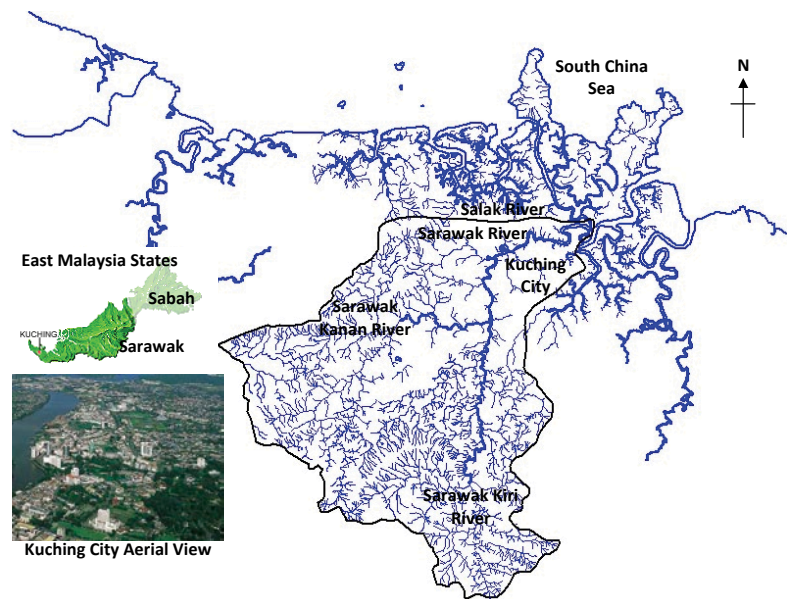 South China
Sea
N
Salak River
Sarawak River
Kuching
City
East Malaysia States
Sabah
KUCHING
Sarawak
Sarawak
Kanan River
Sarawak Kiri
River
Kuching City Aerial View